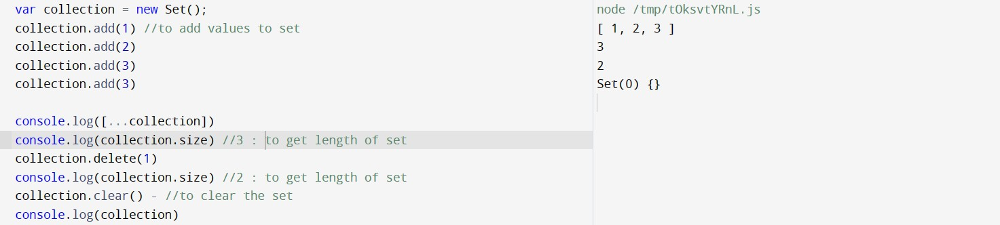 var collection = new Set();
collection.add(1) //to add values to set
collection.add(2)
collection.add(3)
collection.add(3)
console.log([...collection])
console.log(collection.size) //3 : to get length of set
collection.delete(1)
console.log(collection.size) //2 : to get length of set
collection.clear() - //to clear the set
console.log(collection)
node /tmp/tOksvtYRnL.js
[ 1, 2, 3 ]
3
2
Set(0) {}